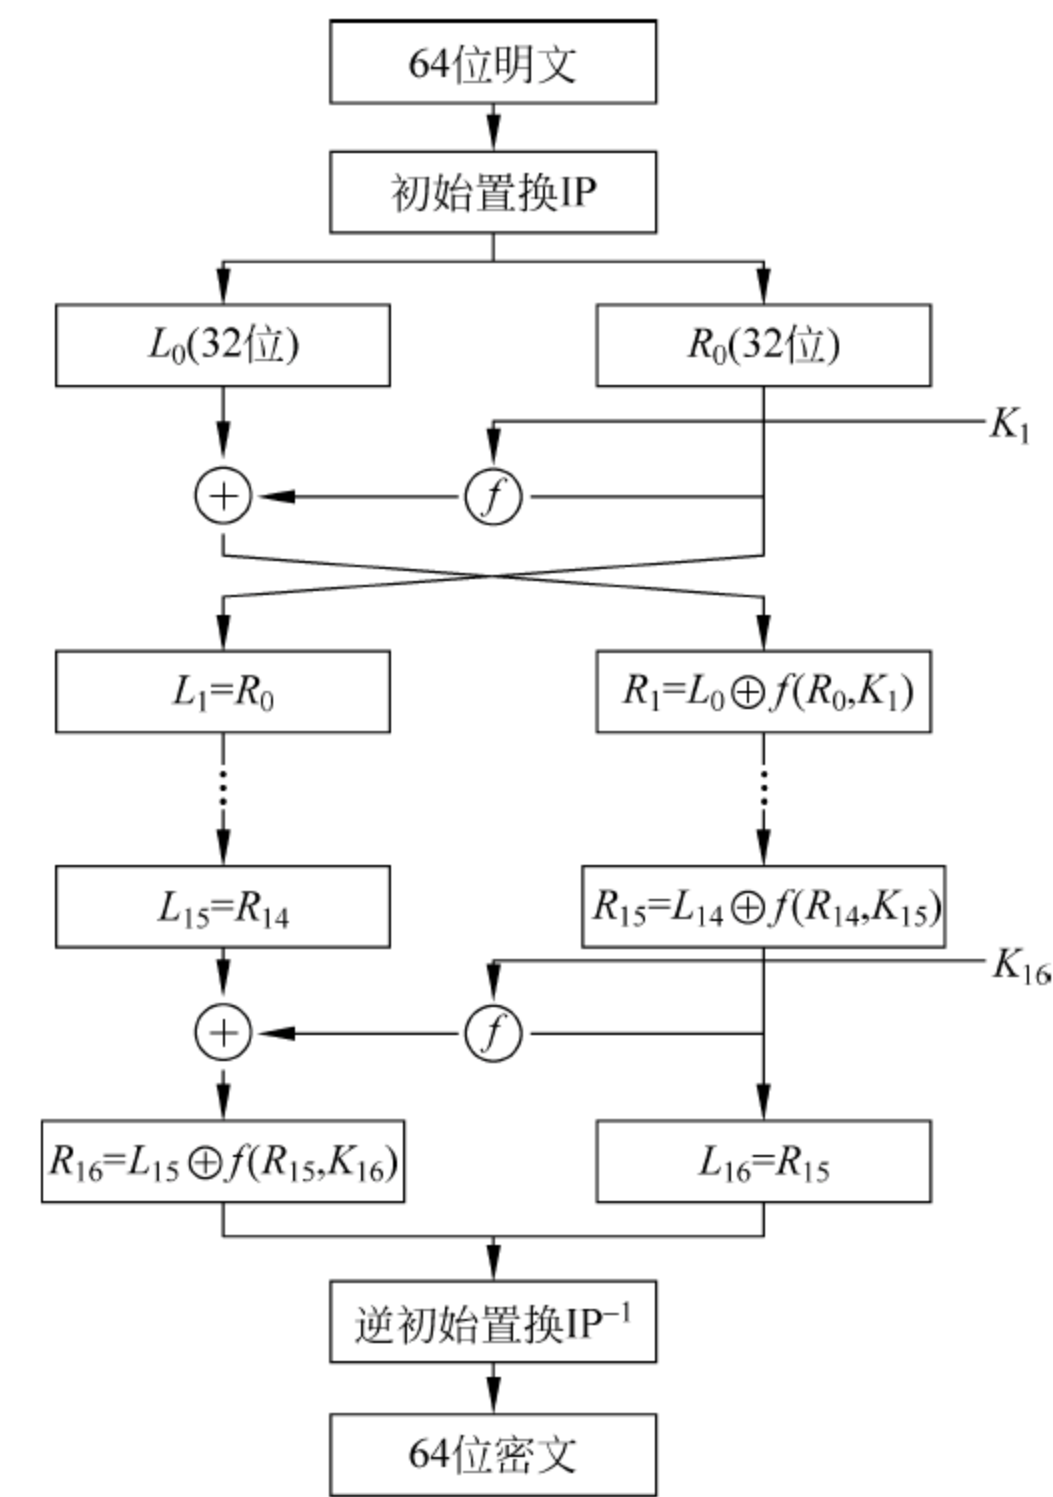 64位明文
初始置换IP
L₀(32位)
R₀(32位)
K₁
+
f
L₁=R₀
R₁=L₀⊕f(R₀,K₁)
L₁₅=R₁₄
R₁₅=L₁₄⊕f(R₁₄,K₁₅)
K₁₆
+
f
R₁₆=L₁₅⊕f(R₁₅,K₁₆)
L₁₆=R₁₅
逆初始置换IP⁻¹
64位密文